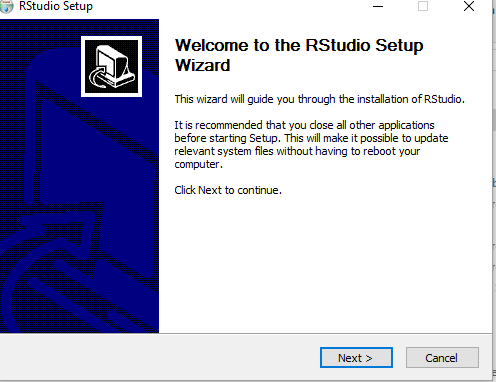 RStudio Setup
Welcome to the RStudio Setup
Wizard
This wizard will guide you through the installation of RStudio.
It is recommended that you close all other applications
before starting Setup. This will make it possible to update
relevant system files without having to reboot your
computer.
Click Next to continue.
Next >
Cancel